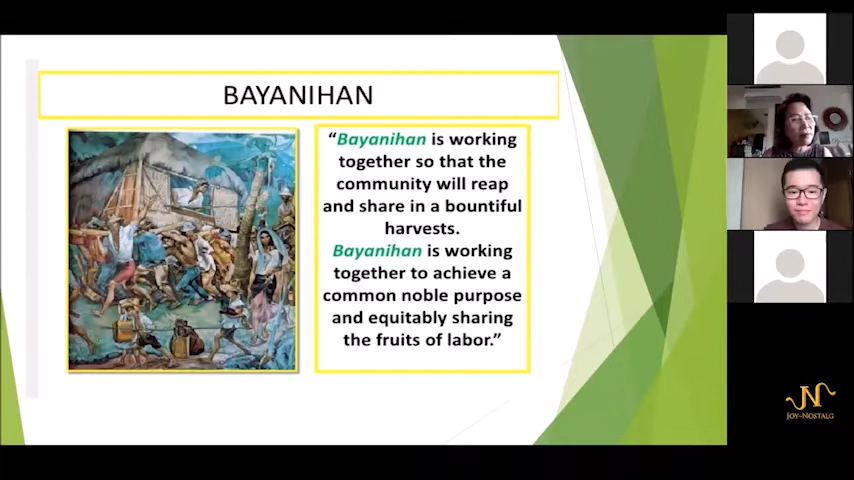 BAYANIHAN
“Bayanihan is working
together so that the
community will reap
and share in a bountiful
harvests.
Bayanihan is working
together to achieve a
common noble purpose
and equitably sharing
the fruits of labor.”
JN
JOY-NOSTALG